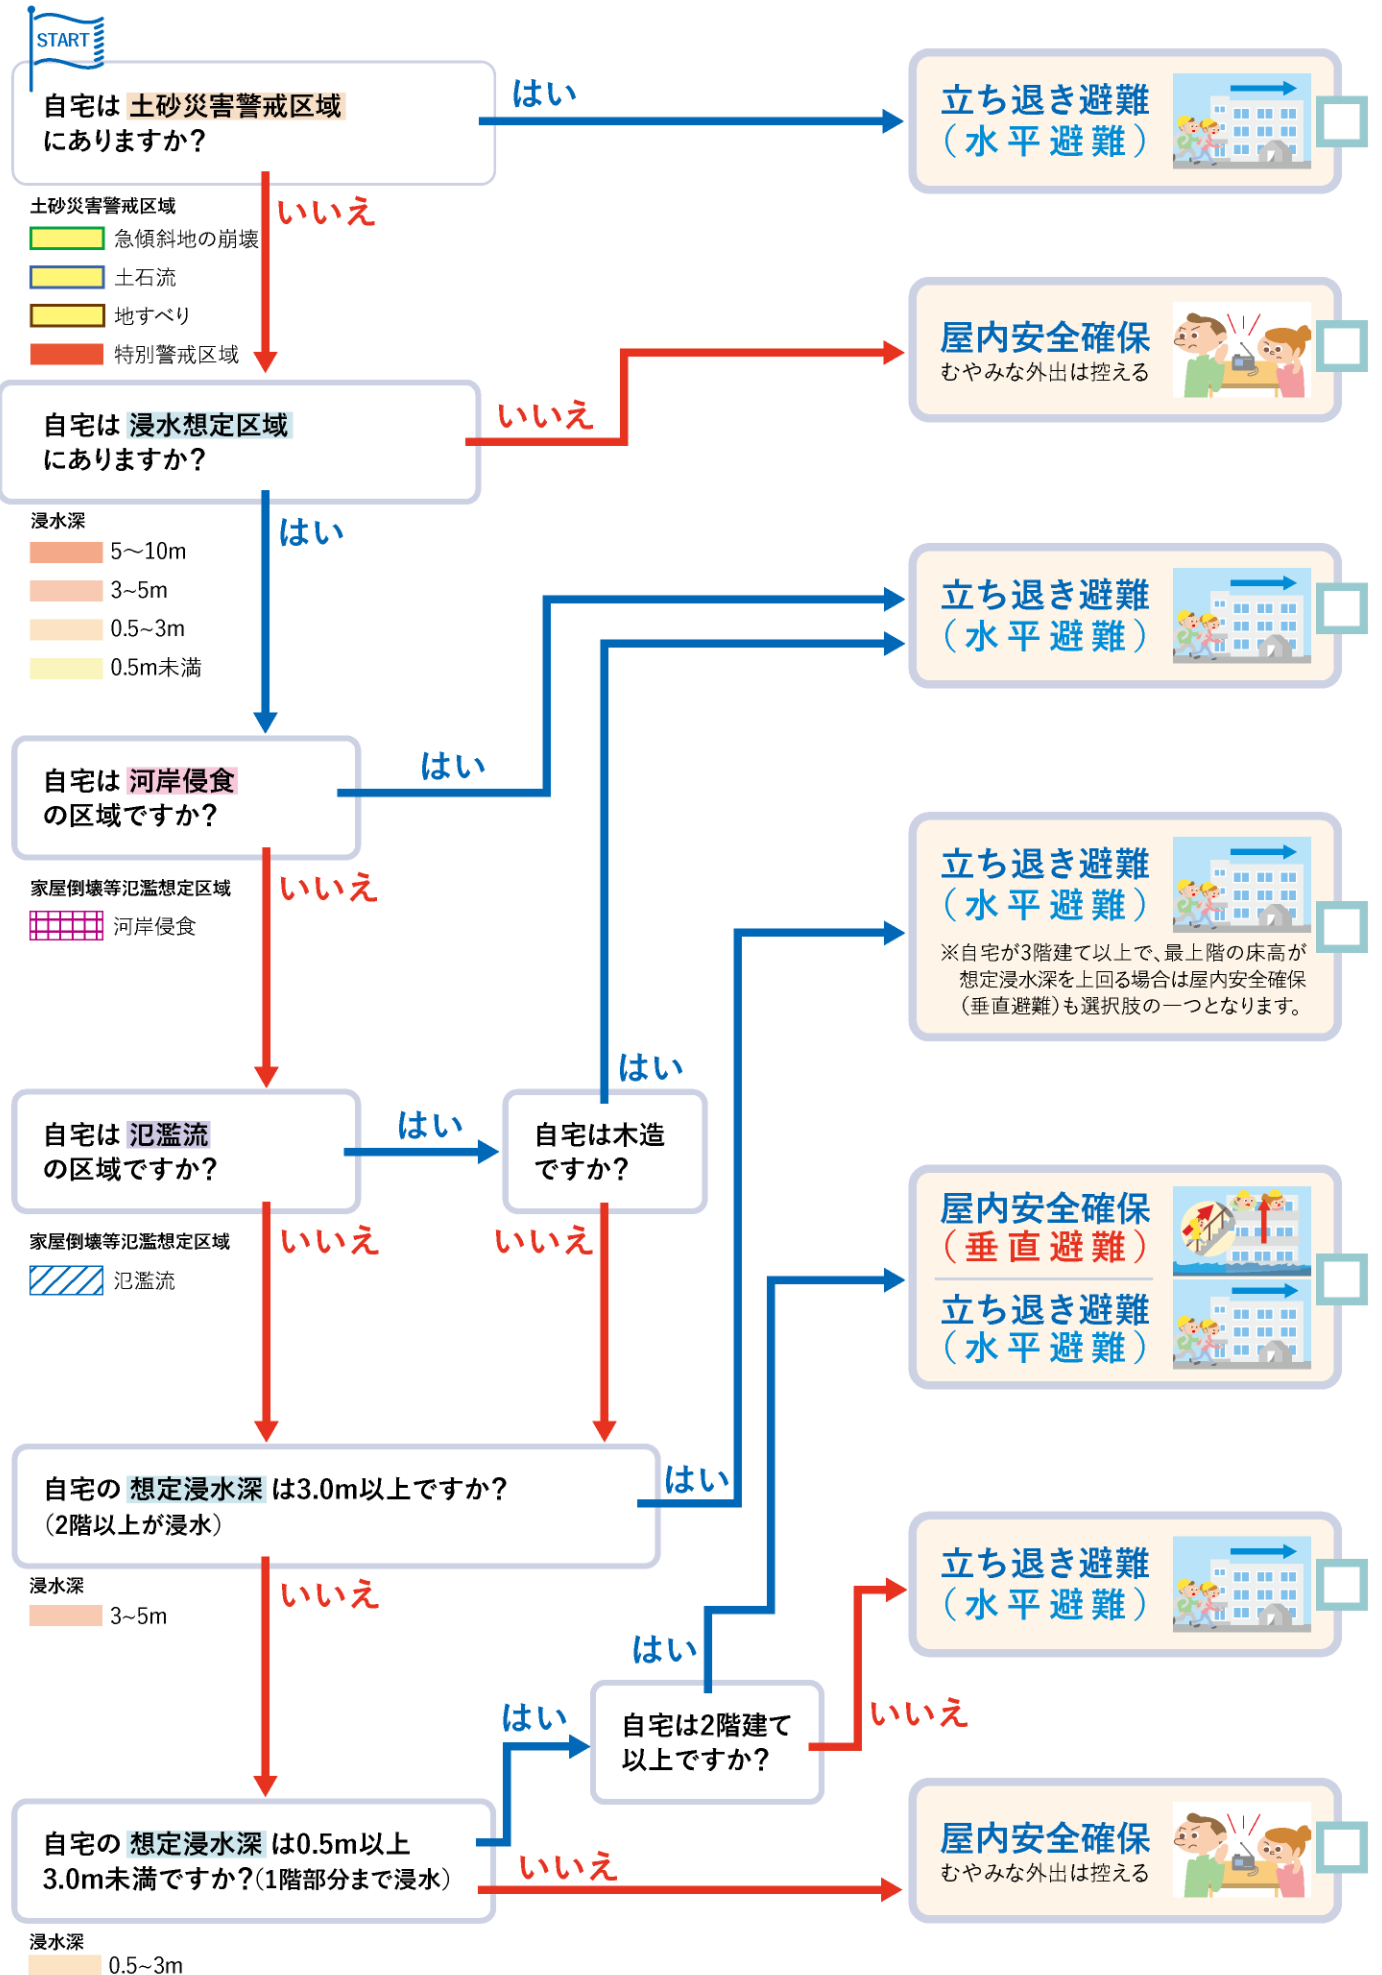 START
自宅は 土砂災害警戒区域
にありますか？
はい
立ち退き避難
（水平避難）
いいえ
土砂災害警戒区域
急傾斜地の崩壊
土石流
地すべり
特別警戒区域
屋内安全確保
むやみな外出は控える
自宅は 浸水想定区域
にありますか？
いいえ
はい
浸水深
5〜10m
3~5m
0.5~3m
0.5m未満
立ち退き避難
（水平避難）
自宅は 河岸侵食
の区域ですか？
はい
いいえ
家屋倒壊等氾濫想定区域
河岸侵食
立ち退き避難
（水平避難）
※自宅が3階建て以上で、最上階の床高が
想定浸水深を上回る場合は屋内安全確保
（垂直避難）も選択肢の一つとなります。
自宅は 氾濫流
の区域ですか？
はい
自宅は木造
ですか？
はい
いいえ
いいえ
家屋倒壊等氾濫想定区域
氾濫流
屋内安全確保
（垂直避難）
立ち退き避難
（水平避難）
自宅の 想定浸水深 は3.0m以上ですか？
（2階以上が浸水）
はい
いいえ
浸水深
3~5m
立ち退き避難
（水平避難）
はい
自宅は2階建て
以上ですか？
いいえ
自宅の 想定浸水深 は0.5m以上
3.0m未満ですか？（1階部分まで浸水）
はい
いいえ
屋内安全確保
むやみな外出は控える
浸水深
0.5~3m